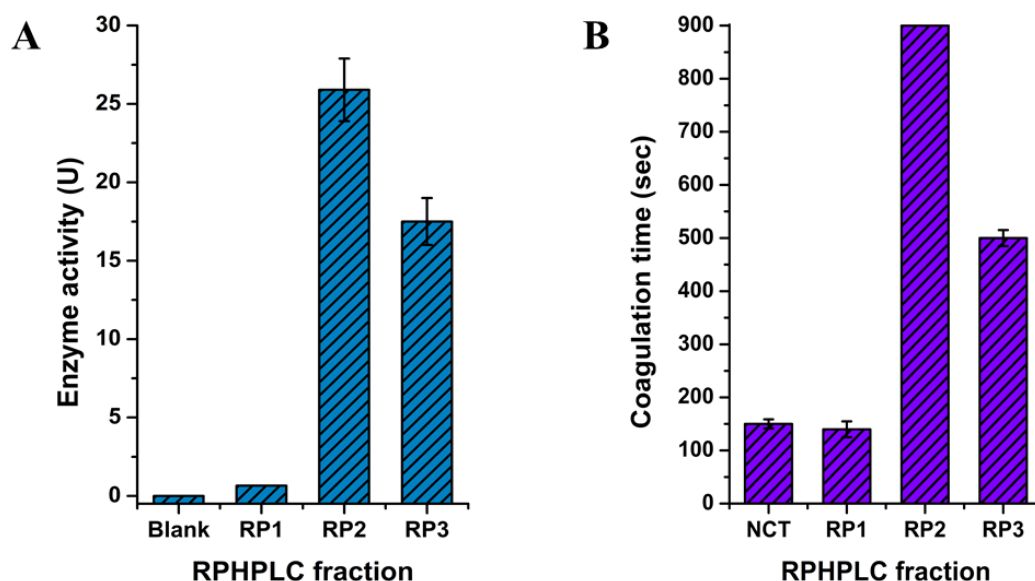 A
Enzyme activity (U)
30
25
20
15
10
5
0
Blank RP1 RP2 RP3
RPHPLC fraction
B
Coagulation time (sec)
900
800
900
700
600
500
400
300
200
100
0
NCT RP1 RP2 RP3
RPHPLC fraction